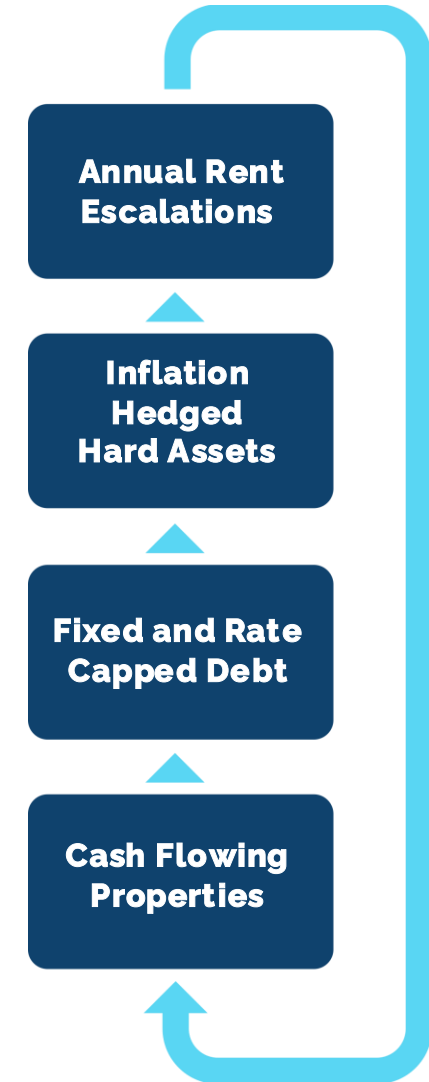 Annual Rent
Escalations
Inflation
Hedged
Hard Assets
Fixed and Rate
Capped Debt
Cash Flowing
Properties